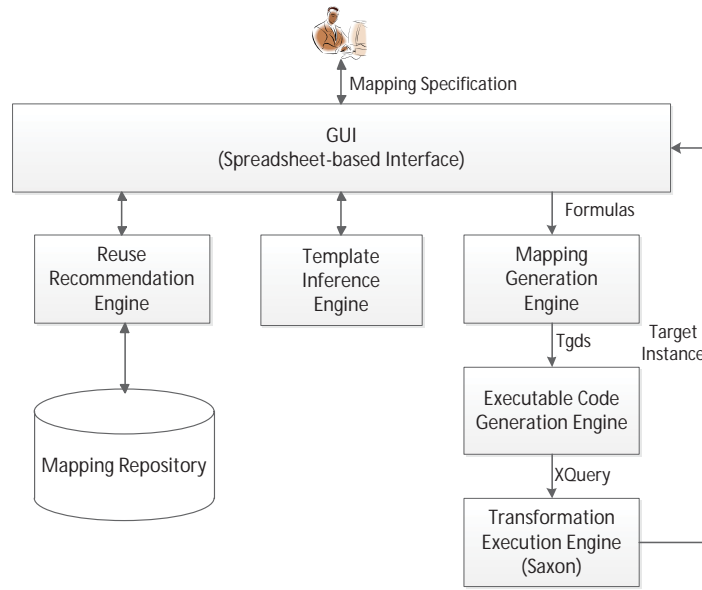 Mapping Specification
GUI
(Spreadsheet-based Interface)
Formulas
Reuse
Recommendation
Engine
Template
Inference
Engine
Mapping
Generation
Engine
Tgds
Target
Instance
Executable Code
Generation Engine
Mapping Repository
XQuery
Transformation
Execution Engine
(Saxon)